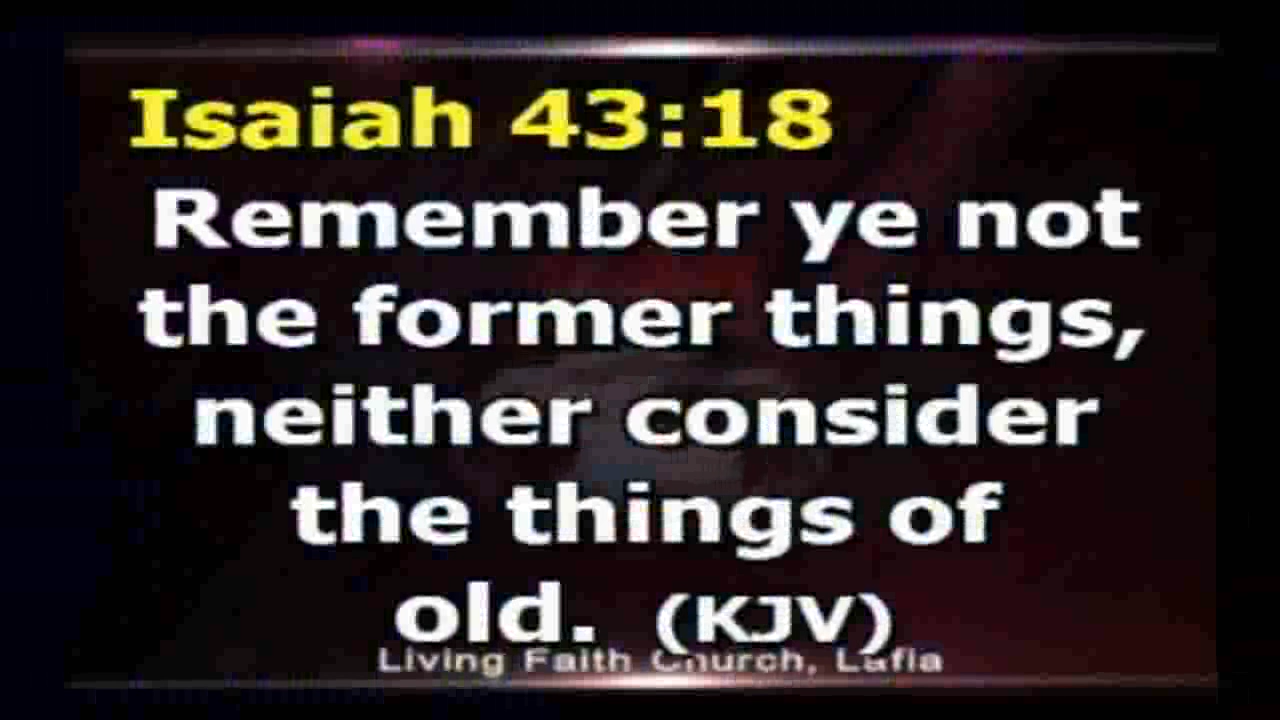 Isaiah 43:18
Remember ye not
the former things,
neither consider
the things of
old. (KJV)
Living Faith Church, Lafia